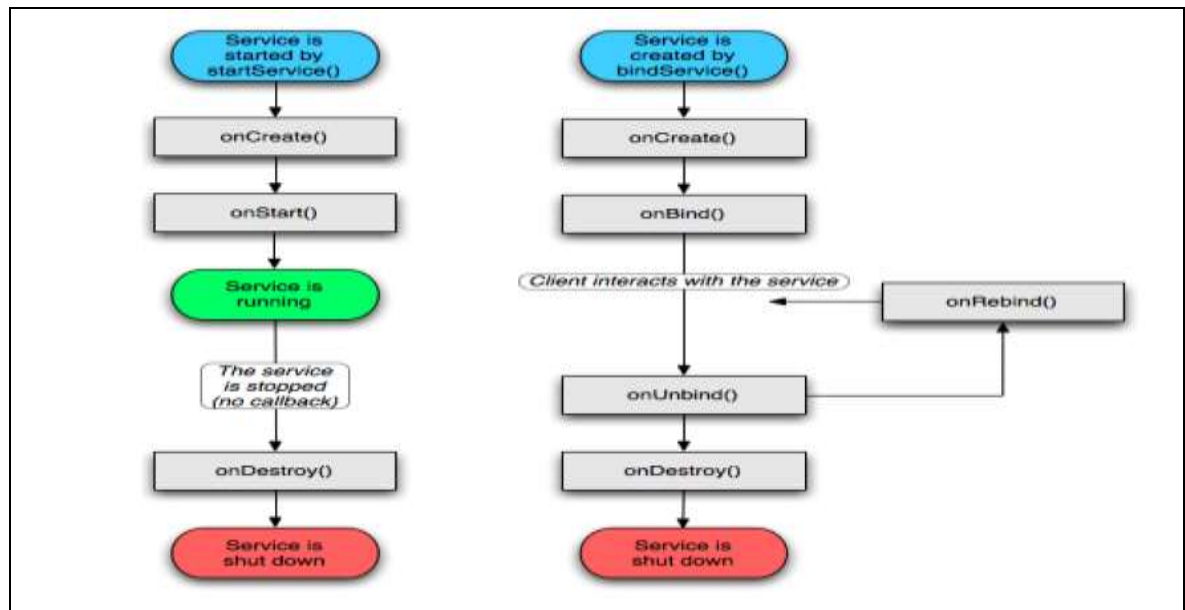 Service is
started by
startService()
onCreate()
onStart()
Service is
running
The service
is stopped
(no callback)
onDestroy()
Service is
shut down
Service is
created by
bindService()
onCreate()
onBind()
Client interacts with the service
onRebind()
onUnbind()
onDestroy()
Service is
shut down